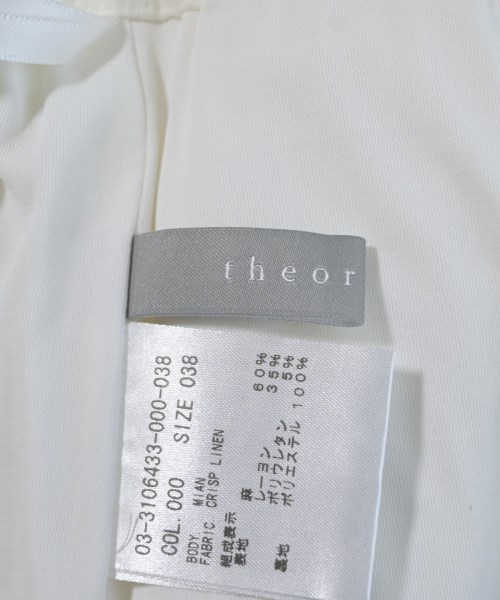 theor
03-3106433-000-038
COL. 000 SIZE 038
BODY MIAN
FABRIC CRISP LINEN
組成表示
表地 麻 60%
レーヨン 35%
ポリウレタン 5%
裏地 ポリエステル 100%